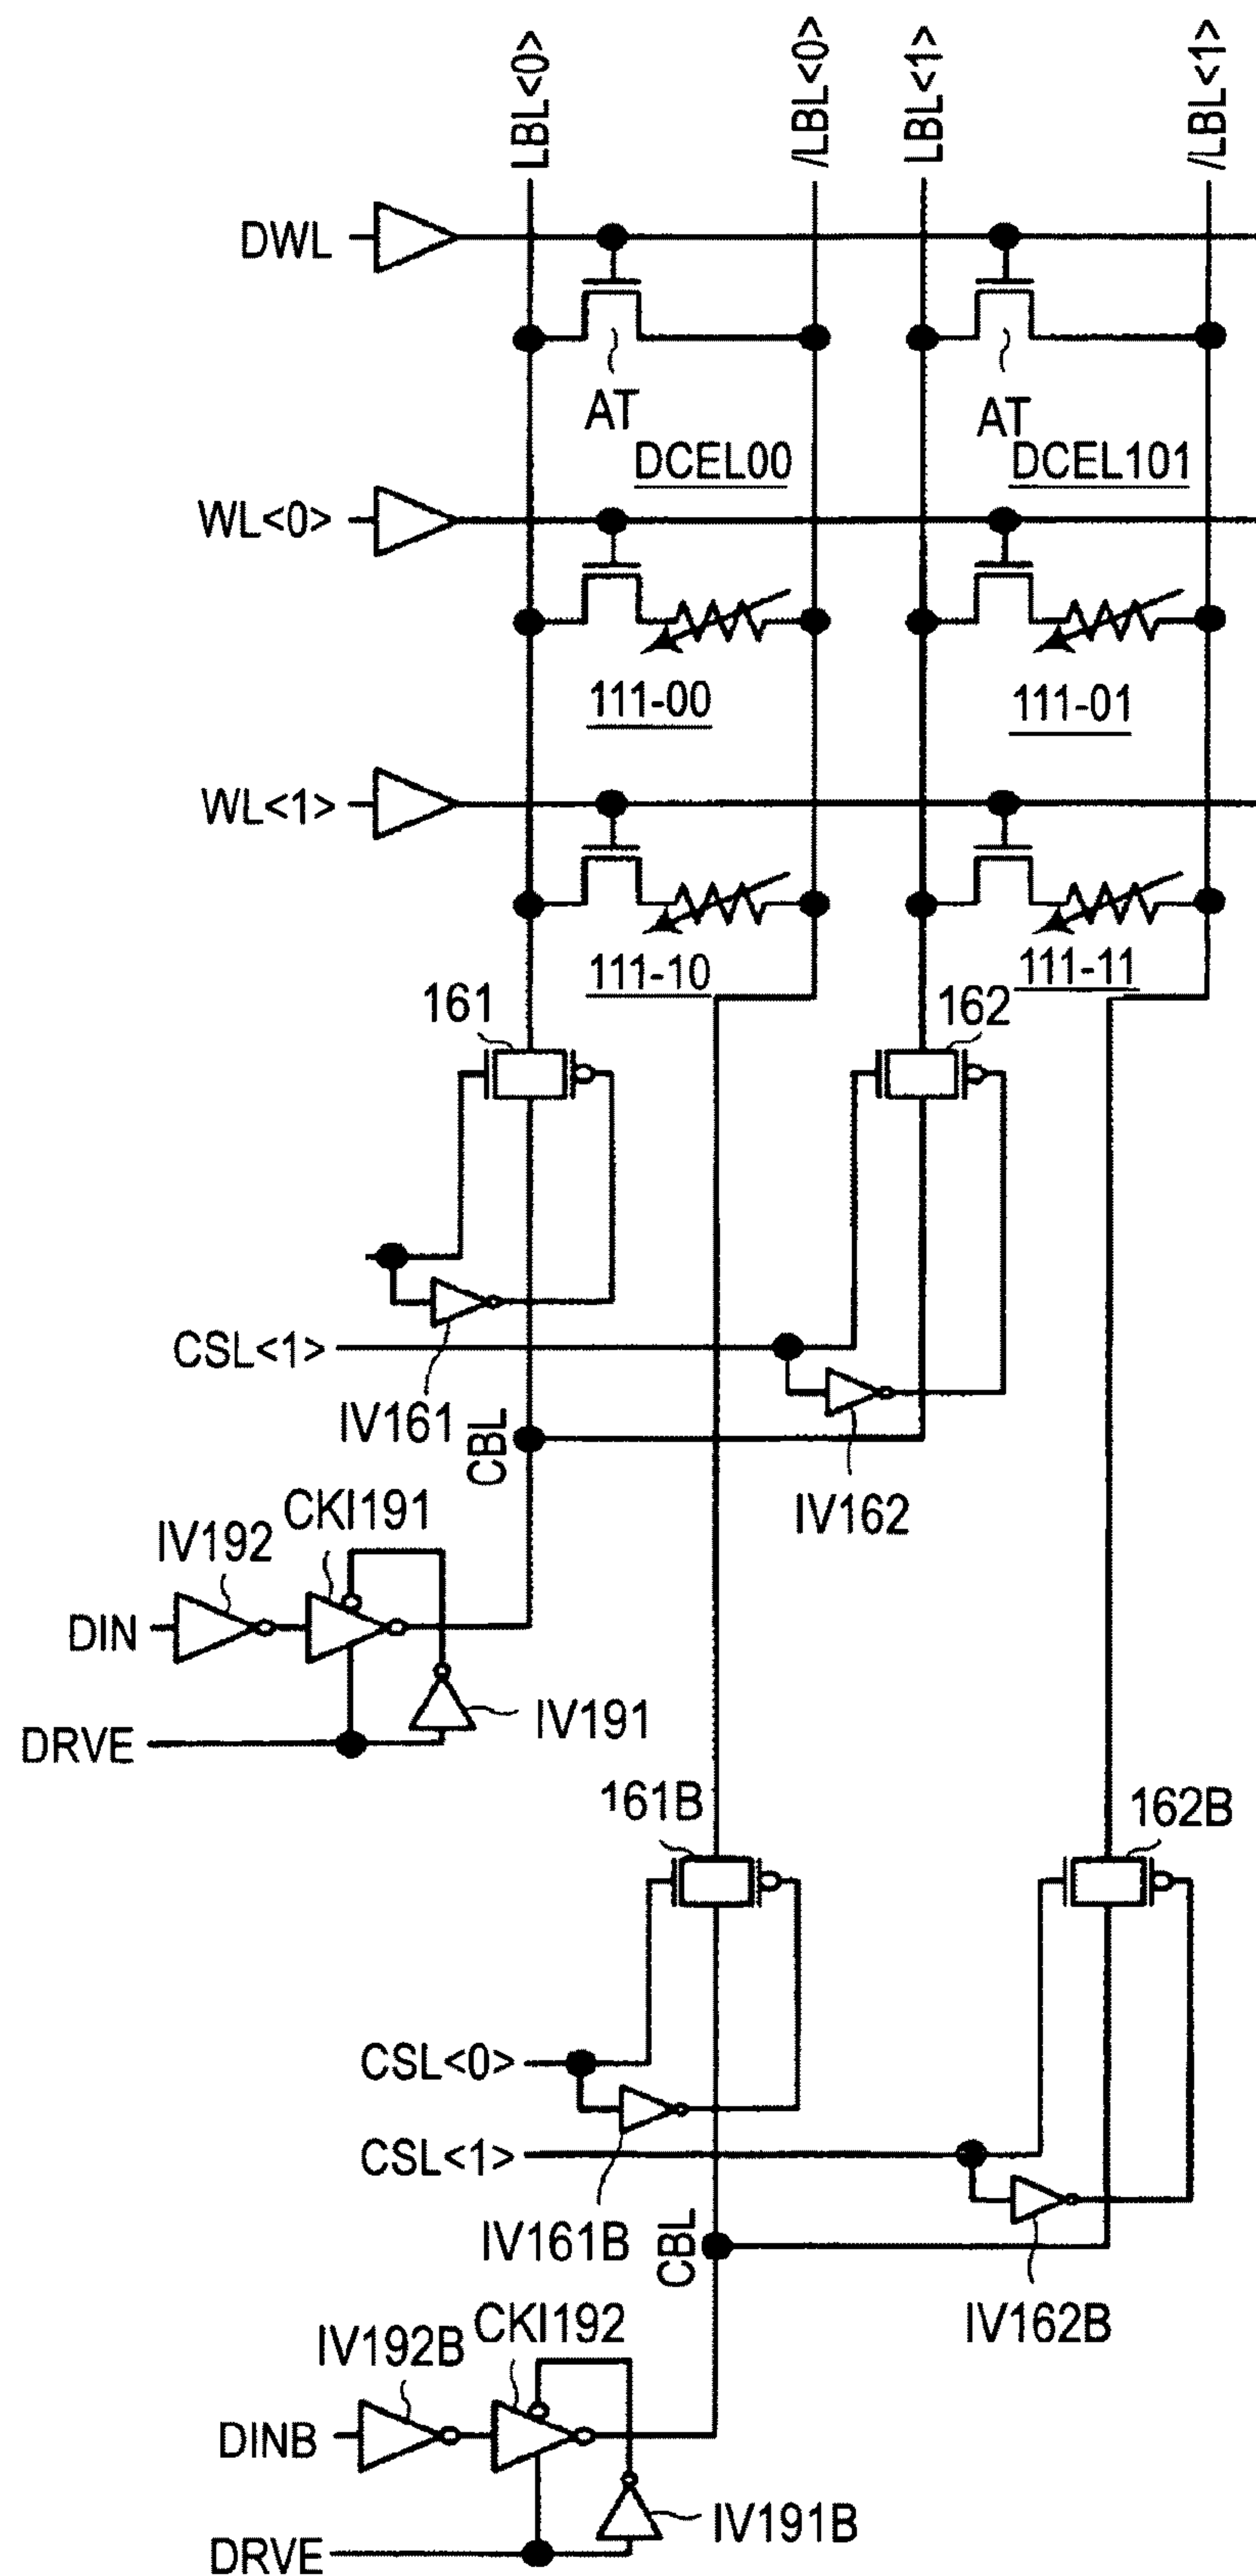 LBL<0>
/LBL<0>
LBL<1>
/LBL<1>
DWL
AT
AT
DCEL00
DCEL101
WL<0>
111-00
111-01
WL<1>
111-10
111-11
161
162
CSL<1>
IV161
CBL
IV162
CKI191
IV192
DIN
IV191
DRVE
161B
162B
CSL<0>
CSL<1>
IV161B
CBL
IV162B
CKI192
IV192B
DINB
IV191B
DRVE